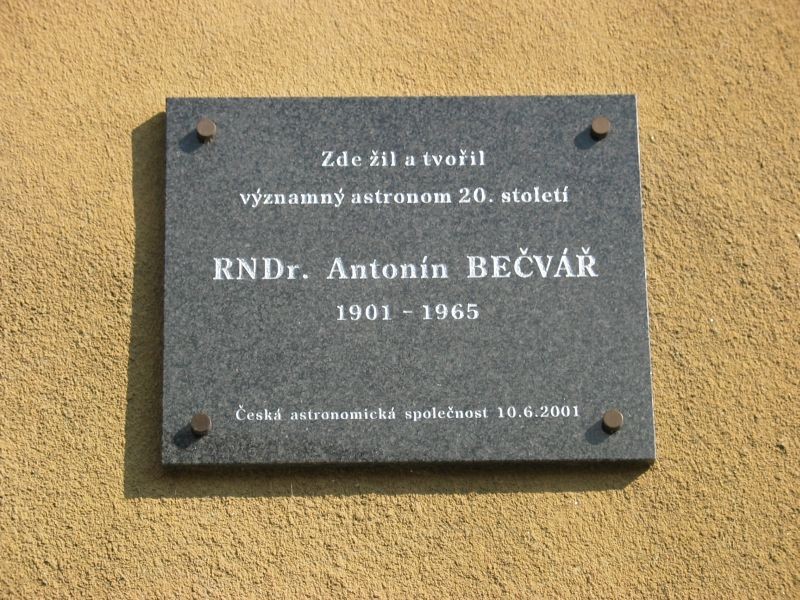 Zde žil a tvořil
významný astronom 20. století
RNDr. Antonín BEČVÁŘ
1901 - 1965
Česká astronomická společnost 10.6.2001